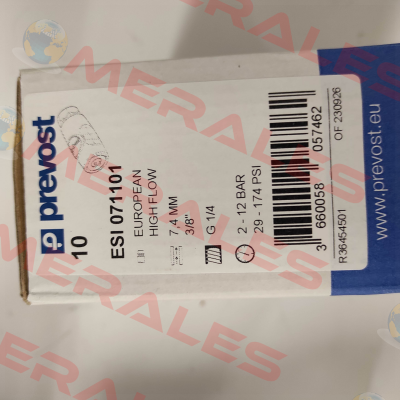 prevost
10
ESI 071101
EUROPEAN
HIGH FLOW
7,4 MM
3/8"
G 1/4
2 - 12 BAR
29 - 174 PSI
3 660058 057462
R36454501
OF 230926
www.prevost.eu
MERALES
MERALES
MERALES